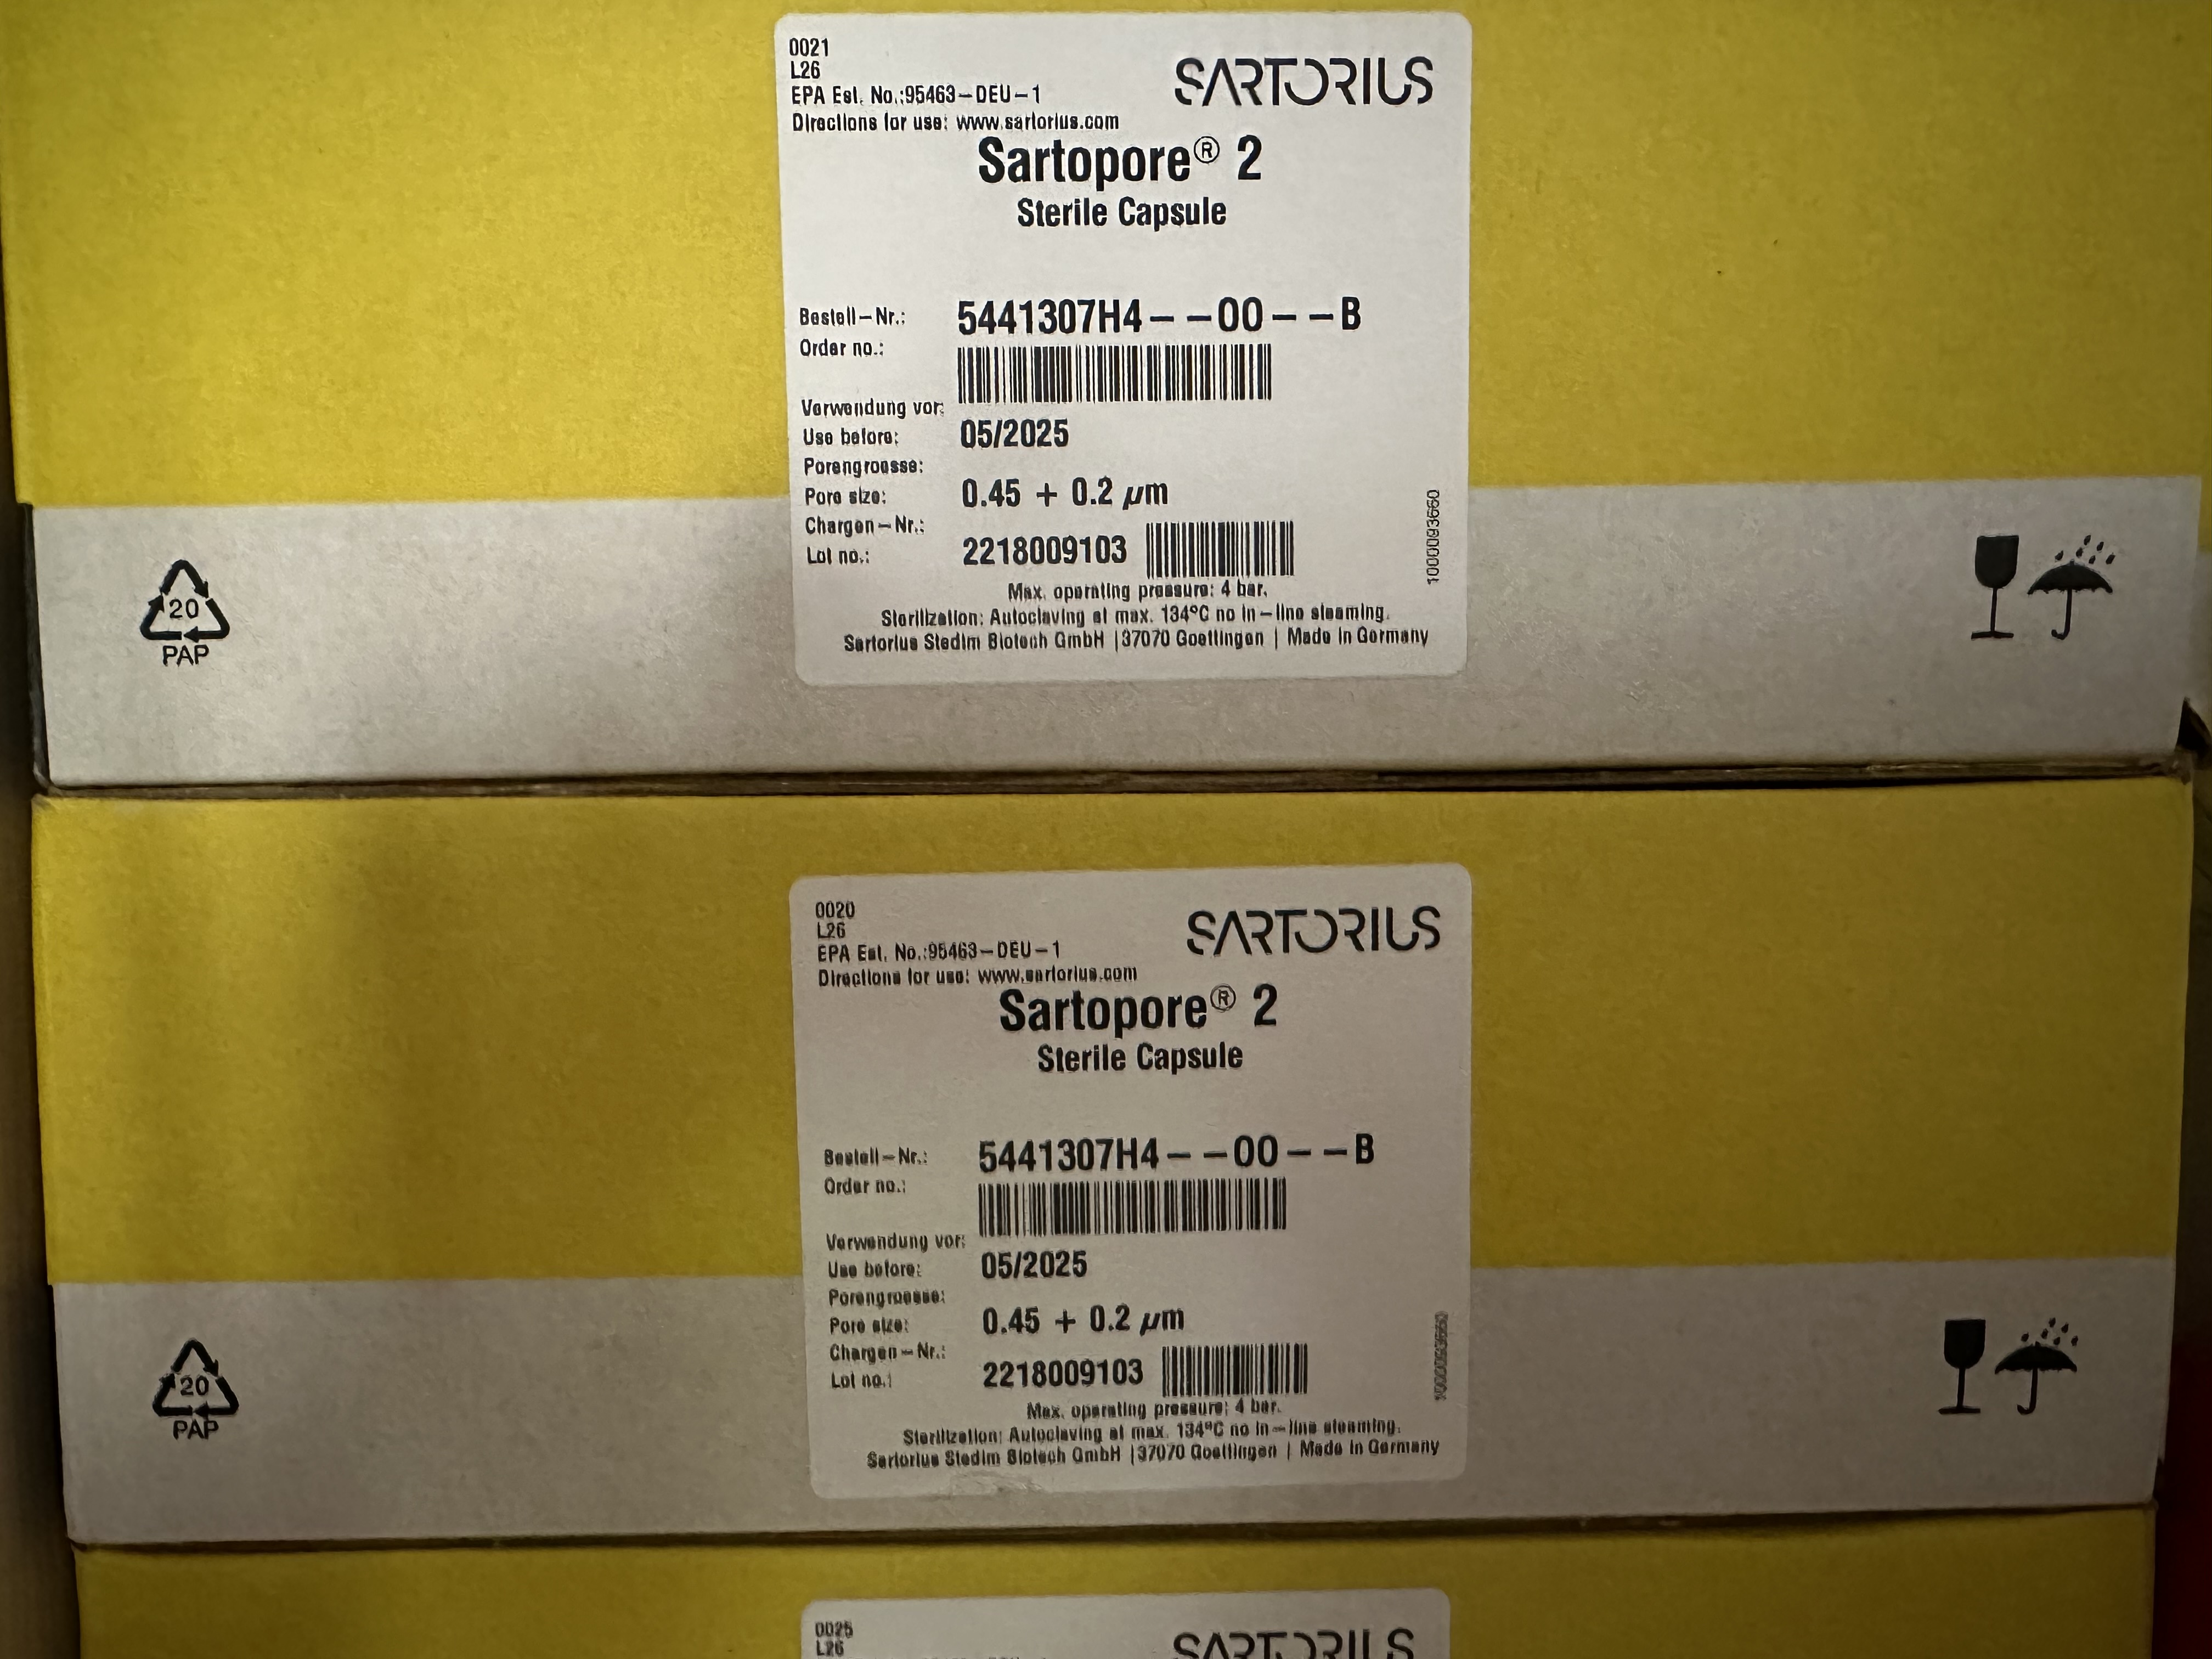 0021
L26
EPA Est. No.:95463-DEU-1
Directions for use: www.sartorius.com
SARTORIUS
Sartopore® 2
Sterile Capsule
Bestell-Nr.: 5441307H4--00--B
Order no.:
Verwendung vor:
Use before: 05/2025
Porengroesse:
Pore size: 0.45 + 0.2 µm
Chargen-Nr.:
Lot no.: 2218009103
1000093660
Max. operating pressure: 4 bar.
Sterilization: Autoclaving at max. 134°C no in-line steaming.
Sartorius Stedim Biotech GmbH |37070 Goettingen | Made in Germany
20
PAP
0020
L26
EPA Est. No.:95463-DEU-1
Directions for use: www.sartorius.com
SARTORIUS
Sartopore® 2
Sterile Capsule
Bestell-Nr.: 5441307H4--00--B
Order no.:
Verwendung vor:
Use before: 05/2025
Porengroesse:
Pore size: 0.45 + 0.2 µm
Chargen-Nr.:
Lot no.: 2218009103
1000093660
Max. operating pressure: 4 bar.
Sterilization: Autoclaving at max. 134°C no in-line steaming.
Sartorius Stedim Biotech GmbH |37070 Goettingen | Made in Germany
20
PAP
0025
L26
SARTORIUS